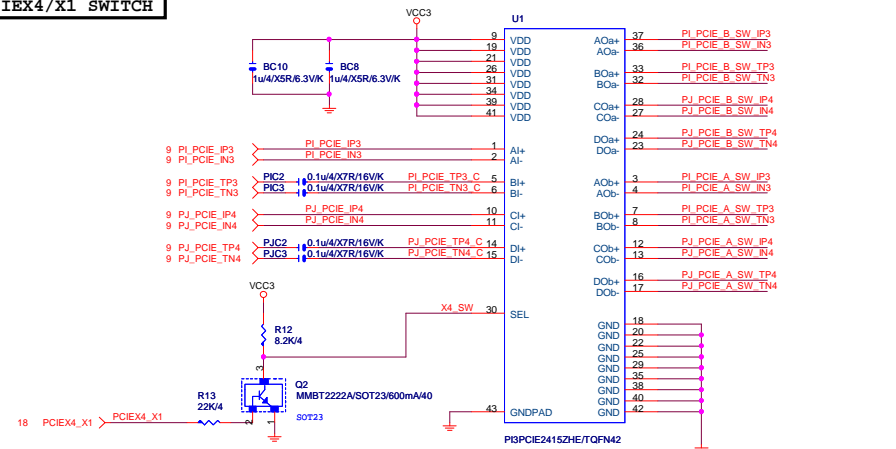 IEX4/X1 SWITCH
VCC3
U1
BC10
1u/4/X5R/6.3V/K
BC8
1u/4/X5R/6.3V/K
9 VDD
19 VDD
21 VDD
26 VDD
31 VDD
34 VDD
39 VDD
41 VDD
AOa+ 37 PI_PCIE_B_SW_IP3
AOa- 36 PI_PCIE_B_SW_IN3
BOa+ 33 PI_PCIE_B_SW_TP3
BOa- 32 PI_PCIE_B_SW_TN3
COa+ 28 PJ_PCIE_B_SW_IP4
COa- 27 PJ_PCIE_B_SW_IN4
DOa+ 24 PJ_PCIE_B_SW_TP4
DOa- 23 PJ_PCIE_B_SW_TN4
9 PI_PCIE_IP3 PI_PCIE_IP3 1 AI+
9 PI_PCIE_IN3 PI_PCIE_IN3 2 AI-
9 PI_PCIE_TP3 PIC2 0.1u/4/X7R/16V/K PI_PCIE_TP3_C 5 BI+
9 PI_PCIE_TN3 PIC3 0.1u/4/X7R/16V/K PI_PCIE_TN3_C 6 BI-
9 PJ_PCIE_IP4 PJ_PCIE_IP4 10 CI+
9 PJ_PCIE_IN4 PJ_PCIE_IN4 11 CI-
9 PJ_PCIE_TP4 PJC2 0.1u/4/X7R/16V/K PJ_PCIE_TP4_C 14 DI+
9 PJ_PCIE_TN4 PJC3 0.1u/4/X7R/16V/K PJ_PCIE_TN4_C 15 DI-
AOb+ 3 PI_PCIE_A_SW_IP3
AOb- 4 PI_PCIE_A_SW_IN3
BOb+ 7 PI_PCIE_A_SW_TP3
BOb- 8 PI_PCIE_A_SW_TN3
COb+ 12 PJ_PCIE_A_SW_IP4
COb- 13 PJ_PCIE_A_SW_IN4
DOb+ 16 PJ_PCIE_A_SW_TP4
DOb- 17 PJ_PCIE_A_SW_TN4
VCC3
X4_SW 30 SEL
R12
8.2K/4
GND 18
GND 20
GND 22
GND 25
GND 29
GND 35
GND 38
GND 40
GND 42
3
Q2
MMBT2222A/SOT23/600mA/40
SOT23
R13
22K/4
2
1
18 PCIEX4_X1 PCIEX4_X1
43 GNDPAD
PI3PCIE2415ZHE/TQFN42